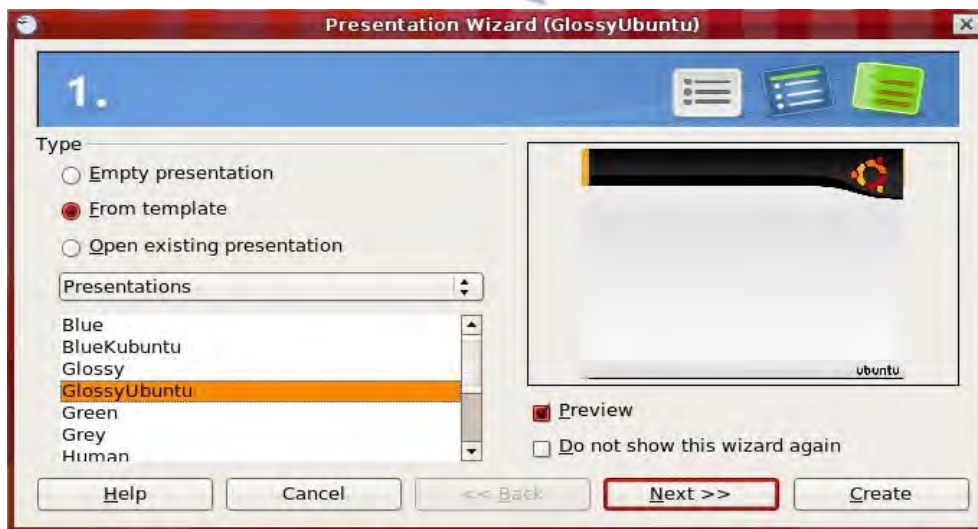 Presentation Wizard (GlossyUbuntu)
1.
Type
Empty presentation
From template
Open existing presentation
Presentations
Blue
BlueKubuntu
Glossy
GlossyUbuntu
Green
Grey
Human
ubuntu
Preview
Do not show this wizard again
Help
Cancel
<< Back
Next >>
Create